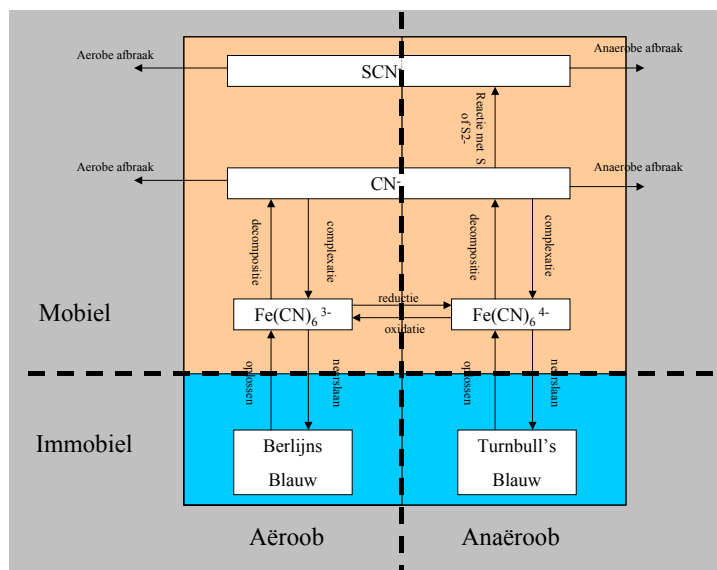 Aerobe afbraak
SCN-
Anaerobe afbraak
Reactie met S
of S2-
Aerobe afbraak
CN-
Anaerobe afbraak
decompositie
complexatie
decompositie
complexatie
Mobiel
Fe(CN)6 3-
reductie
oxidatie
Fe(CN)6 4-
oplossen
neerslaan
oplossen
neerslaan
Immobiel
Berlijns
Blauw
Turnbull's
Blauw
Aëroob
Anaëroob